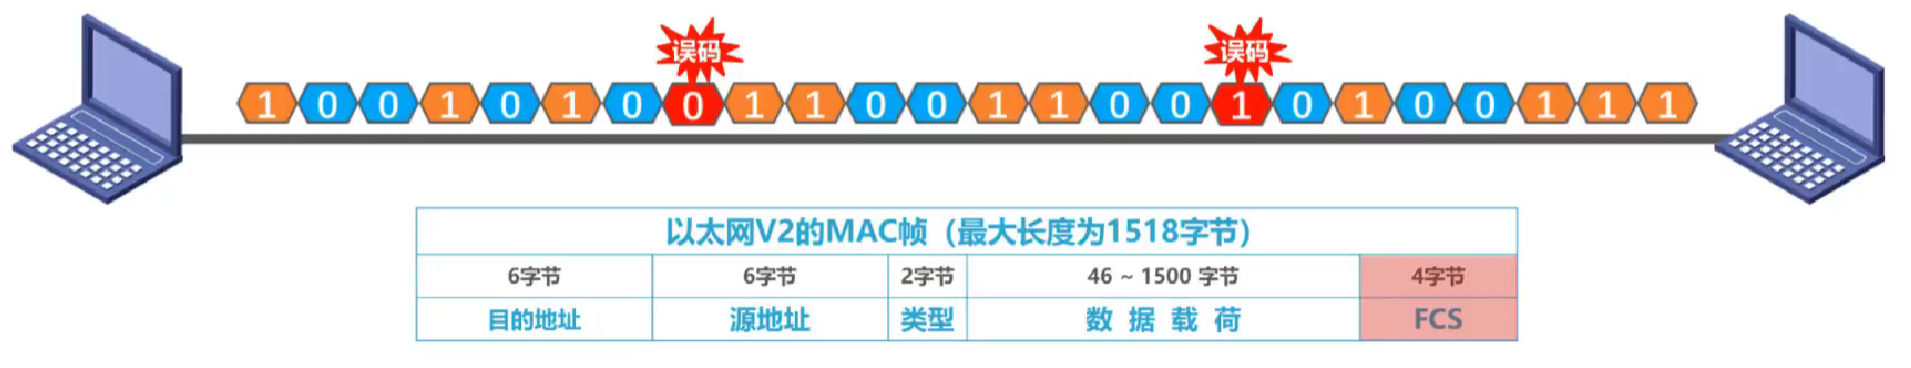 误码 误码
1 0 0 1 0 1 0 0 1 1 0 0 1 1 0 0 1 0 1 0 0 1 1 1
以太网V2的MAC帧（最大长度为1518字节）
6字节 6字节 2字节 46 ~ 1500 字节 4字节
目的地址 源地址 类型 数 据 载 荷 FCS